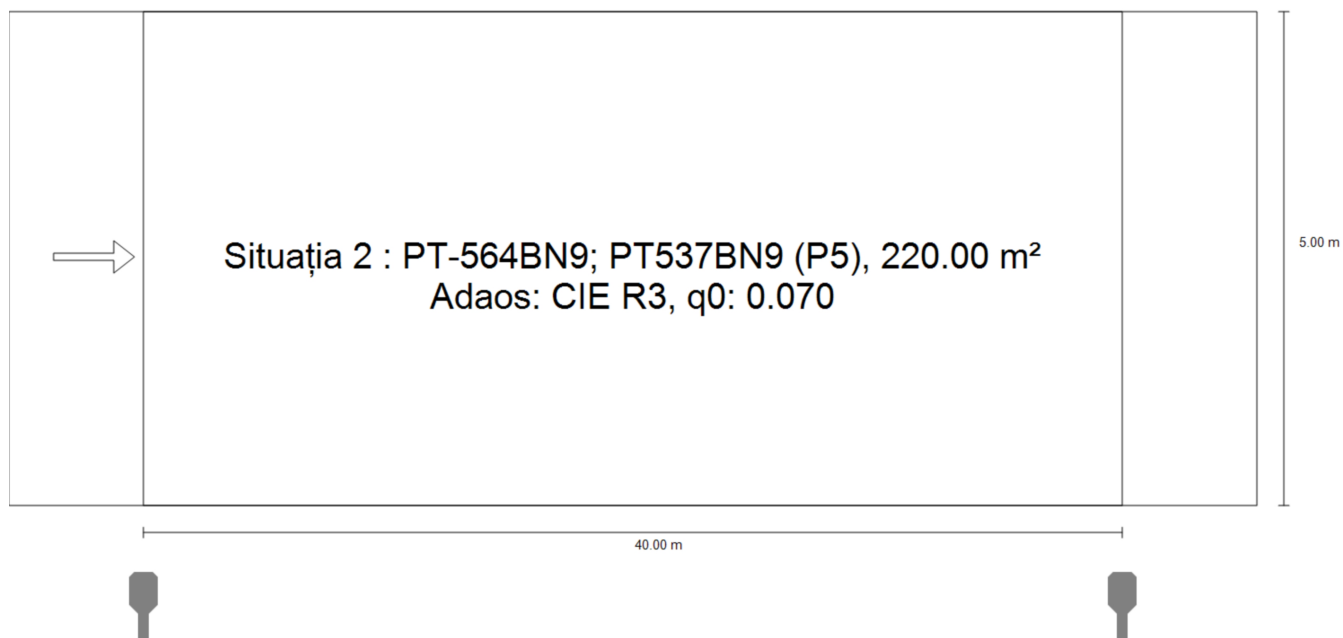 Situația 2 : PT-564BN9; PT537BN9 (P5), 220.00 m²
Adaos: CIE R3, q0: 0.070
5.00 m
40.00 m